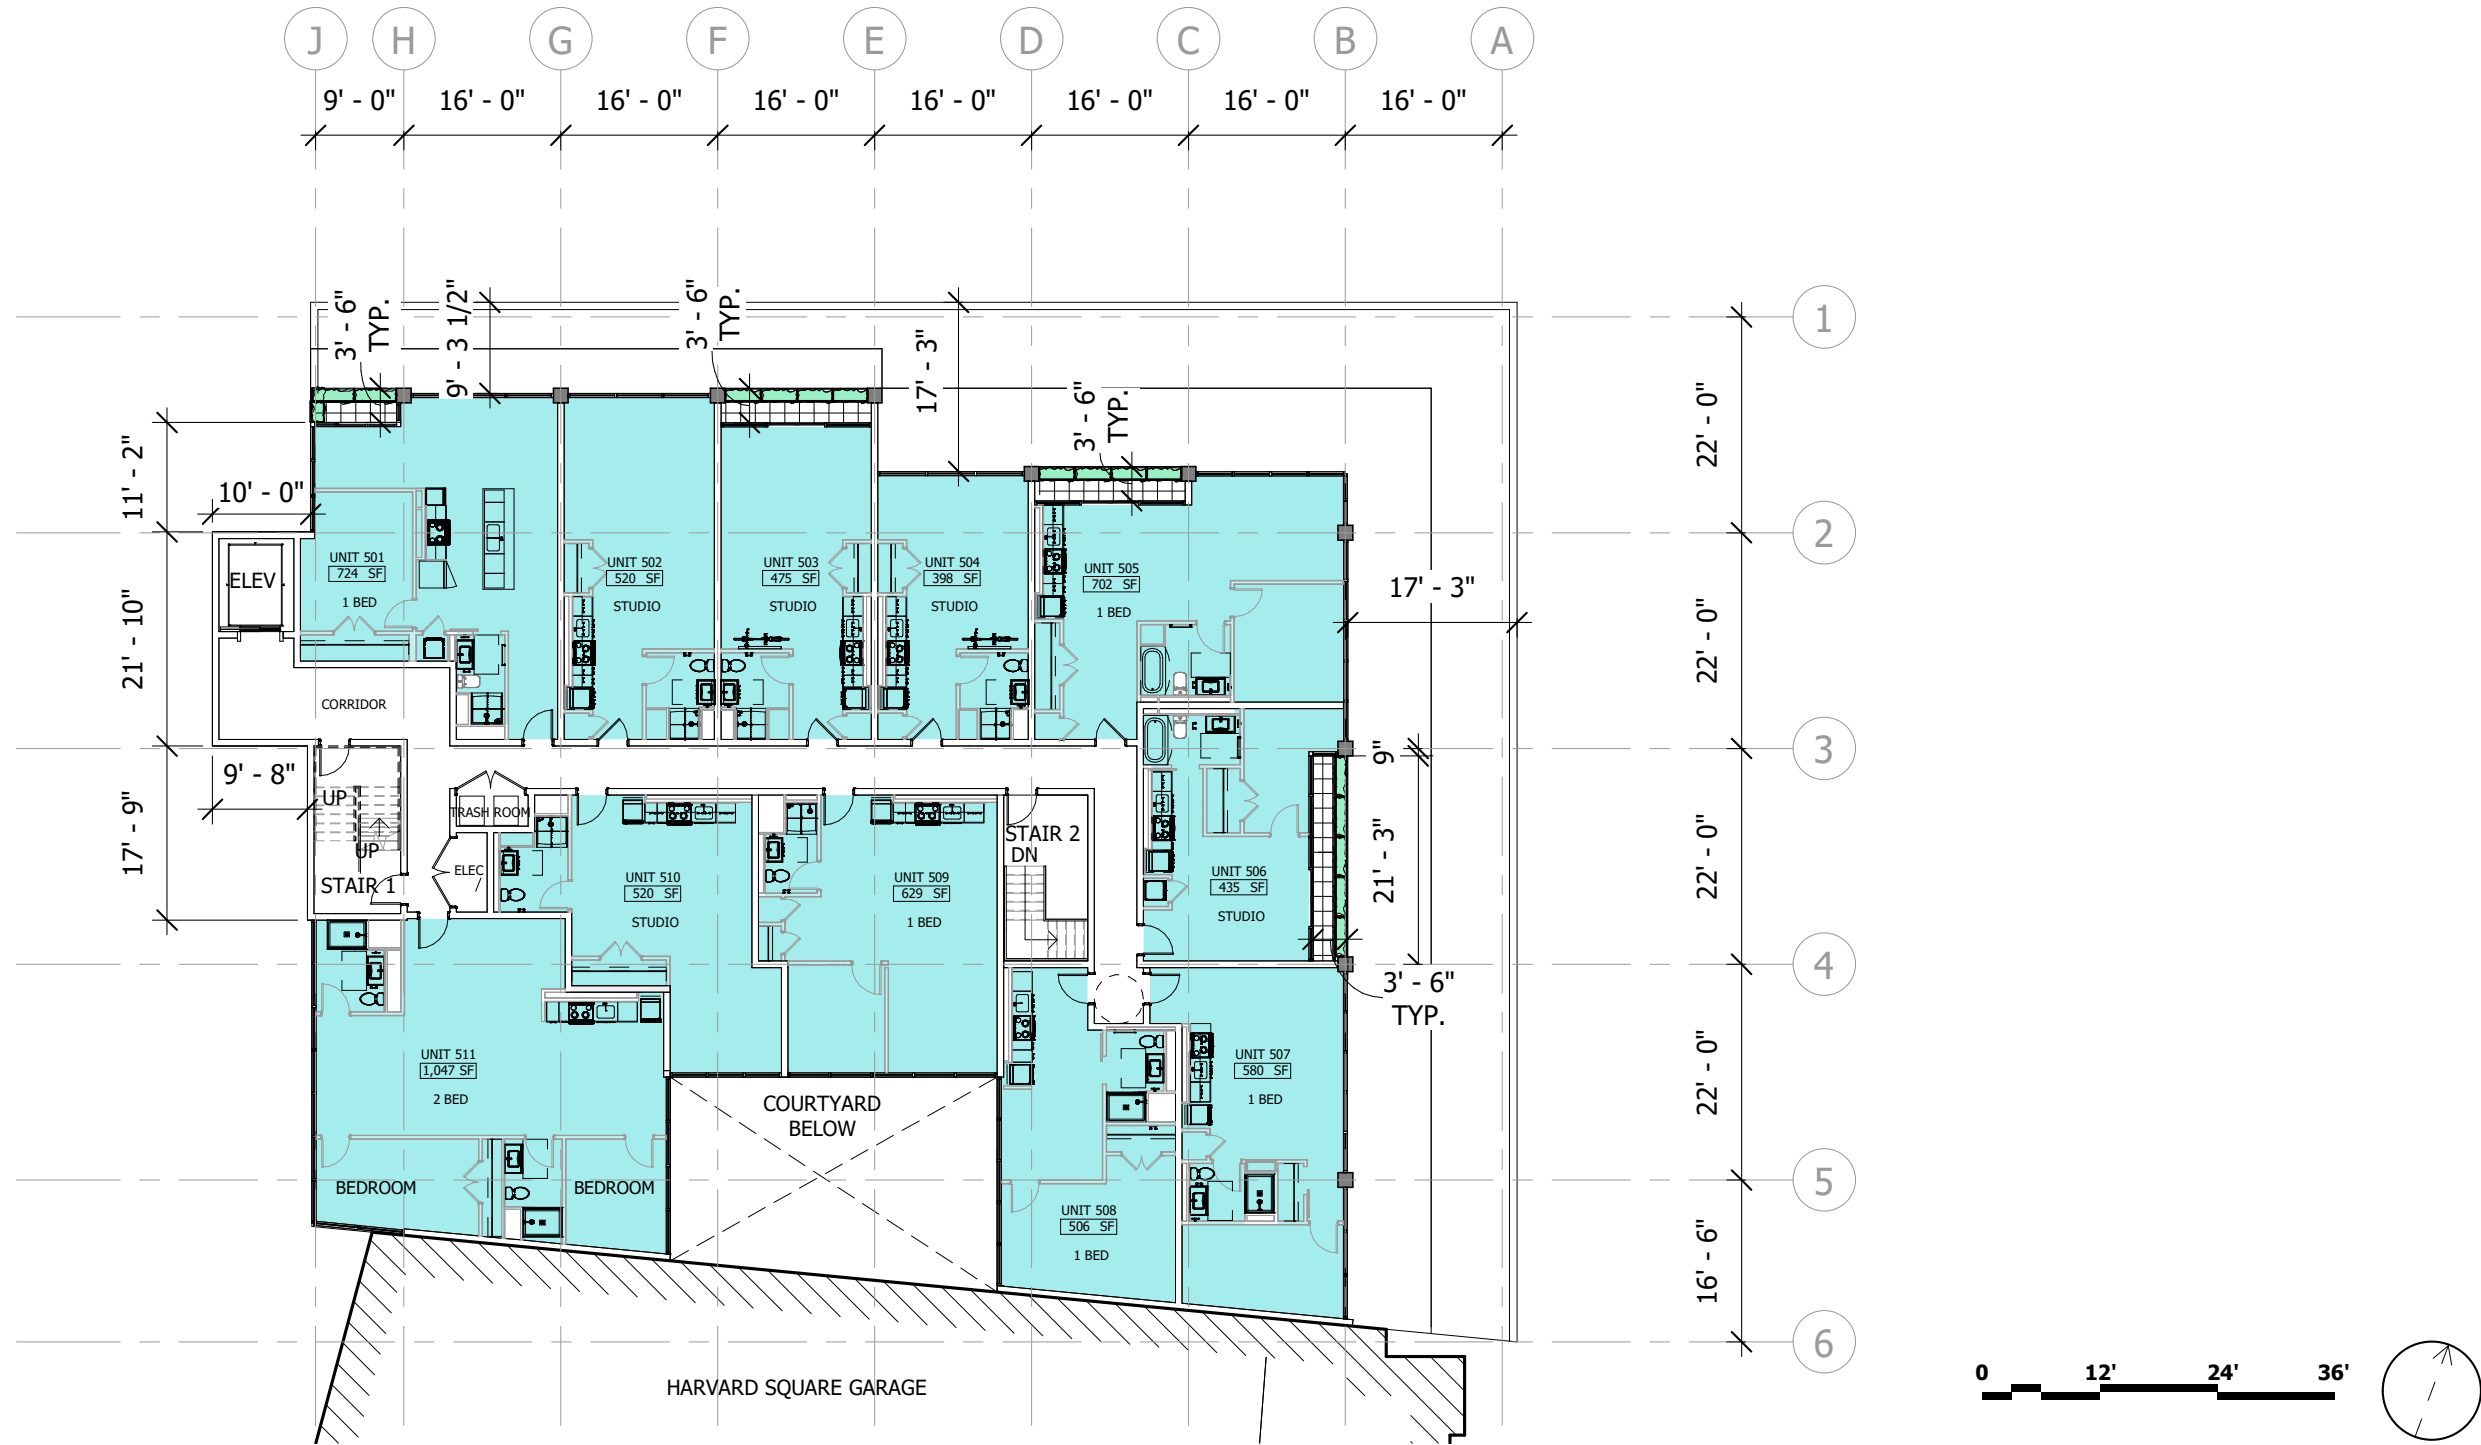 J H G F E D C B A
9' - 0" 16' - 0" 16' - 0" 16' - 0" 16' - 0" 16' - 0" 16' - 0" 16' - 0"
3' - 6"
TYP.
9' - 3 1/2"
3' - 6"
TYP.
17' - 3"
3' - 6"
TYP.
1
22' - 0"
2
22' - 0"
3
22' - 0"
4
22' - 0"
5
16' - 6"
6
11' - 2"
10' - 0"
21' - 10"
9' - 8"
17' - 9"
17' - 3"
9"
21' - 3"
3' - 6"
TYP.
ELEV
UNIT 501
724 SF
1 BED
UNIT 502
520 SF
STUDIO
UNIT 503
475 SF
STUDIO
UNIT 504
398 SF
STUDIO
UNIT 505
702 SF
1 BED
CORRIDOR
UP
UP
STAIR 1
TRASH ROOM
ELEC
UNIT 510
520 SF
STUDIO
UNIT 509
629 SF
1 BED
STAIR 2
DN
UNIT 506
435 SF
STUDIO
UNIT 511
1,047 SF
2 BED
BEDROOM
BEDROOM
COURTYARD
BELOW
UNIT 507
580 SF
1 BED
UNIT 508
506 SF
1 BED
HARVARD SQUARE GARAGE
0 12' 24' 36'